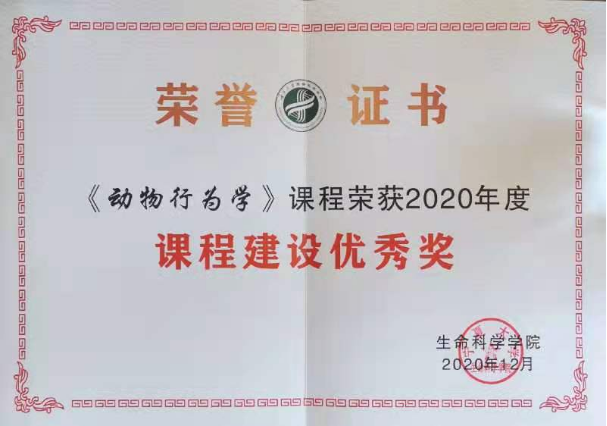 荣誉证书
《动物行为学》课程荣获2020年度
课程建设优秀奖
生命科学学院
2020年12月